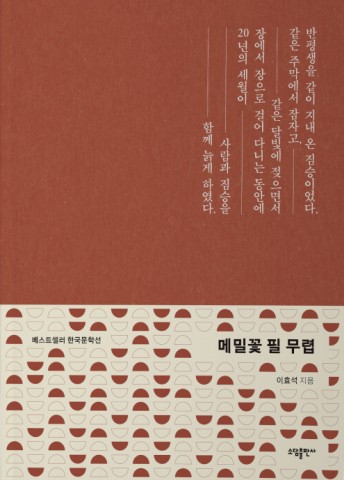 반평생을 같이 지내 온 짐승이었다.
같은 주막에서 잠자고,
같은 달빛에 젖으면서
장에서 장으로 걸어 다니는 동안에
20년의 세월이
사람과 짐승을
함께 늙게 하였다.
베스트셀러 한국문학선
메밀꽃 필 무렵
이효석 지음
소담출판사